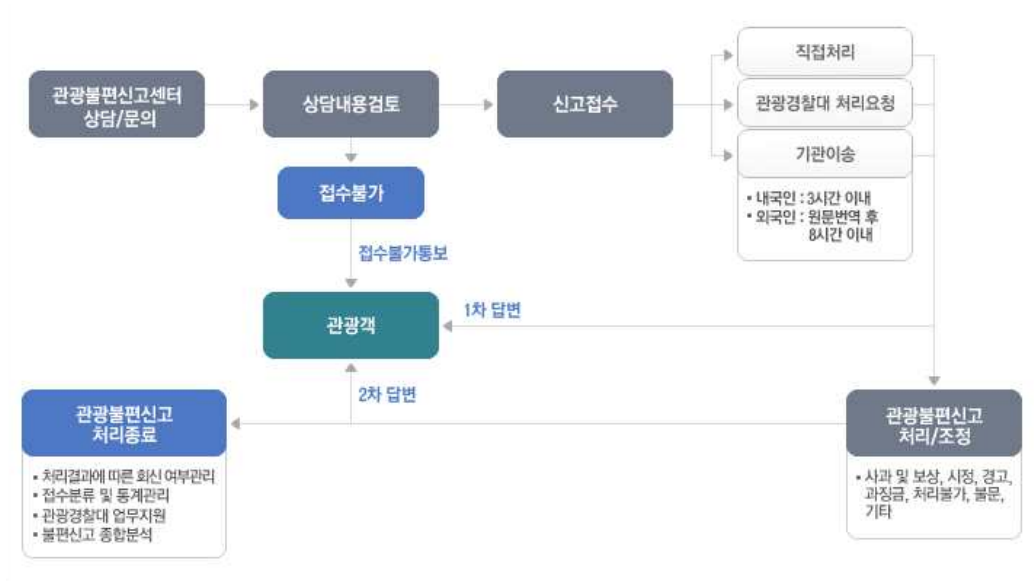 관광불편신고센터
상담/문의
상담내용검토
신고접수
직접처리
관광경찰대 처리요청
기관이송
• 내국인 : 3시간 이내
• 외국인 : 원문번역 후
8시간 이내
접수불가
접수불가통보
관광객
1차 답변
2차 답변
관광불편신고
처리종료
• 처리결과에 따른 회신 여부관리
• 접수분류 및 통계관리
• 관광경찰대 업무지원
• 불편신고 종합분석
관광불편신고
처리/조정
• 사과 및 보상, 시정, 경고,
과징금, 처리불가, 불문,
기타